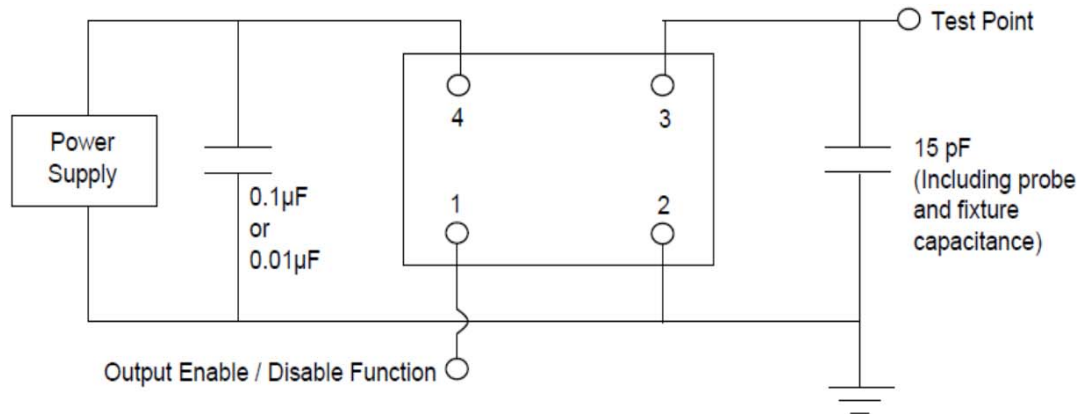 Test Point
4
3
Power
Supply
15 pF
(Including probe
and fixture
capacitance)
0.1µF
or
0.01µF
1
2
Output Enable / Disable Function